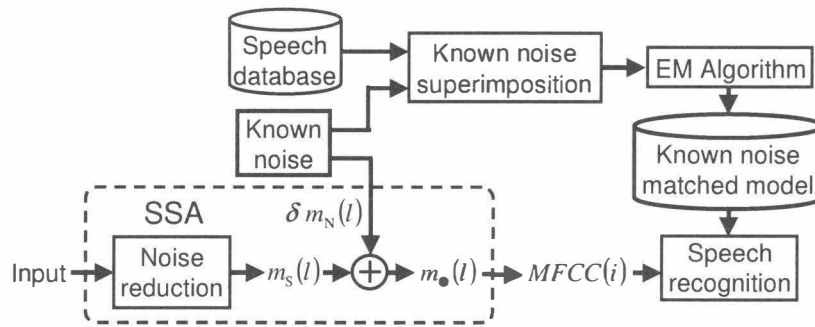 Speech
database
Known noise
superimposition
EM Algorithm
Known
noise
Known noise
matched model
SSA
δ m_N(l)
Input
Noise
reduction
m_S(l)
+
m_●(l)
MFCC(i)
Speech
recognition